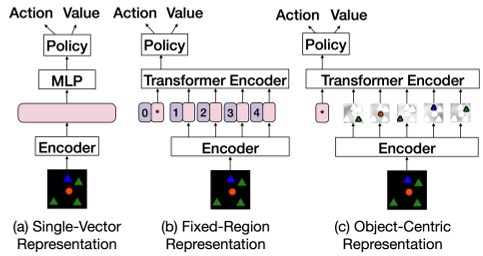 Action Value
Policy
MLP
Encoder
(a) Single-Vector
Representation
Action Value
Policy
Transformer Encoder
0 * 1 2 3 4
Encoder
(b) Fixed-Region
Representation
Action Value
Policy
Transformer Encoder
*
Encoder
(c) Object-Centric
Representation